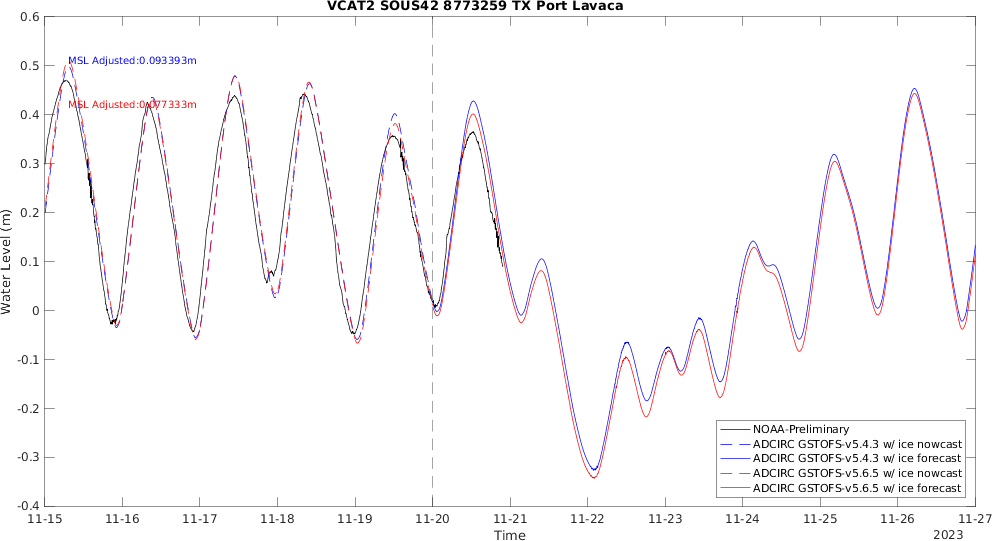 VCAT2 SOUS42 8773259 TX Port Lavaca
0.6
0.5
0.4
0.3
0.2
0.1
0
-0.1
-0.2
-0.3
-0.4
Water Level (m)
MSL Adjusted:0.093393m
MSL Adjusted:0.077333m
NOAA-Preliminary
ADCIRC GSTOFS-v5.4.3 w/ ice nowcast
ADCIRC GSTOFS-v5.4.3 w/ ice forecast
ADCIRC GSTOFS-v5.6.5 w/ ice nowcast
ADCIRC GSTOFS-v5.6.5 w/ ice forecast
11-15 11-16 11-17 11-18 11-19 11-20 11-21 11-22 11-23 11-24 11-25 11-26 11-27
Time
2023